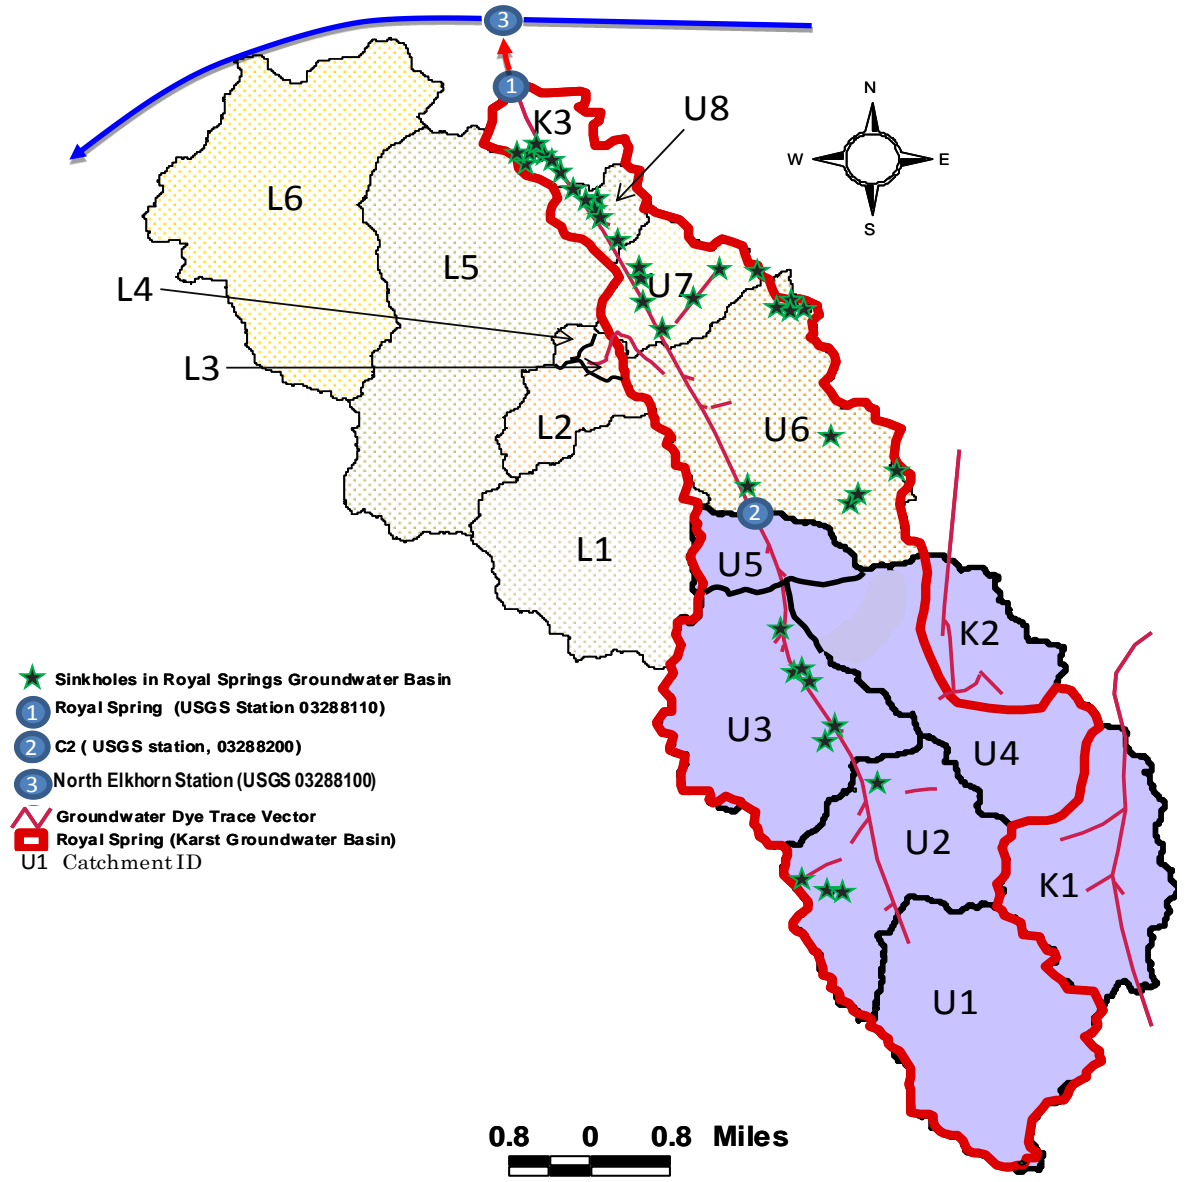 3
1
K3
U8
N
W
E
S
L6
L5
L4
U7
L3
L2
U6
2
L1
U5
K2
U3
U4
U2
K1
U1
Sinkholes in Royal Springs Groundwater Basin
1 Royal Spring (USGS Station 03288110)
2 C2 ( USGS station, 03288200)
3 North Elkhorn Station (USGS 03288100)
Groundwater Dye Trace Vector
Royal Spring (Karst Groundwater Basin)
U1 Catchment ID
0.8 0 0.8 Miles